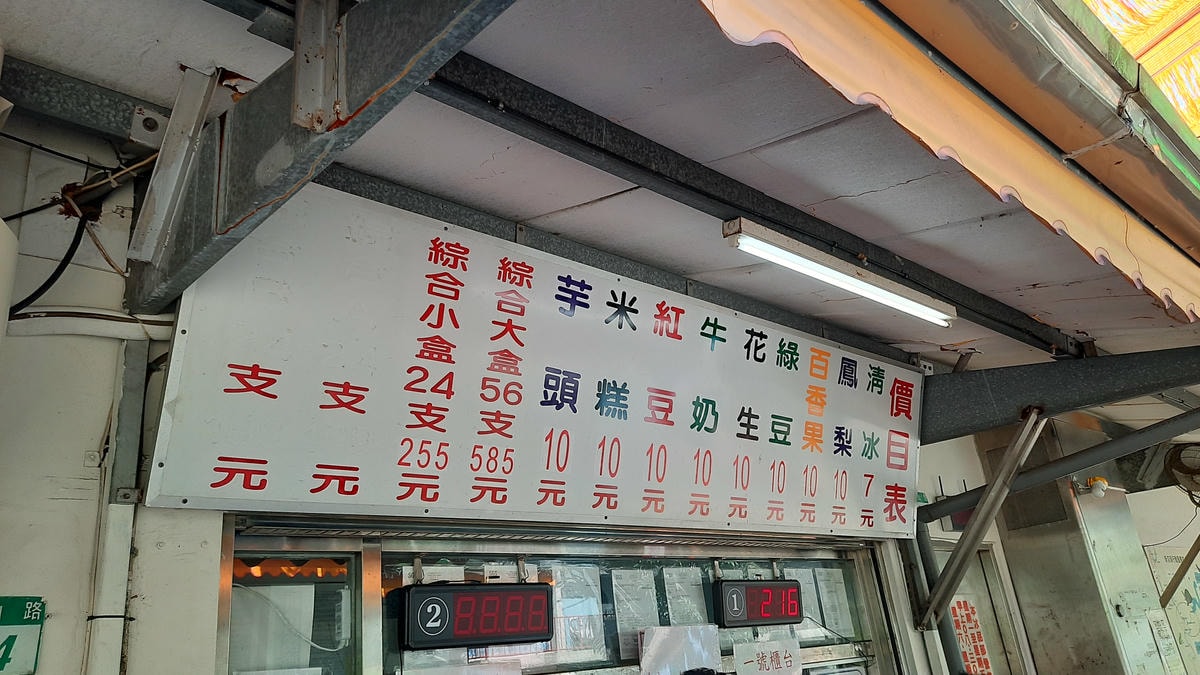 價目表
清冰7元
鳳梨10元
百香果10元
綠豆10元
花生10元
牛奶10元
紅豆10元
米糕10元
芋頭10元
綜合大盒56支585元
綜合小盒24支255元
支元
支元
② 8.8.8.8.
① 216
一號櫃台
路
4